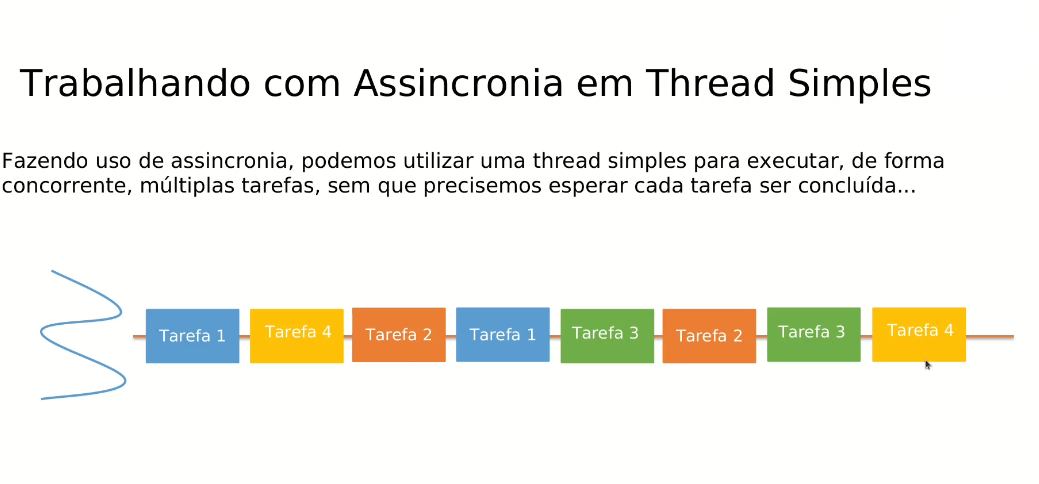 Trabalhando com Assincronia em Thread Simples
Fazendo uso de assincronia, podemos utilizar uma thread simples para executar, de forma
concorrente, múltiplas tarefas, sem que precisemos esperar cada tarefa ser concluída...
Tarefa 1 Tarefa 4 Tarefa 2 Tarefa 1 Tarefa 3 Tarefa 2 Tarefa 3 Tarefa 4